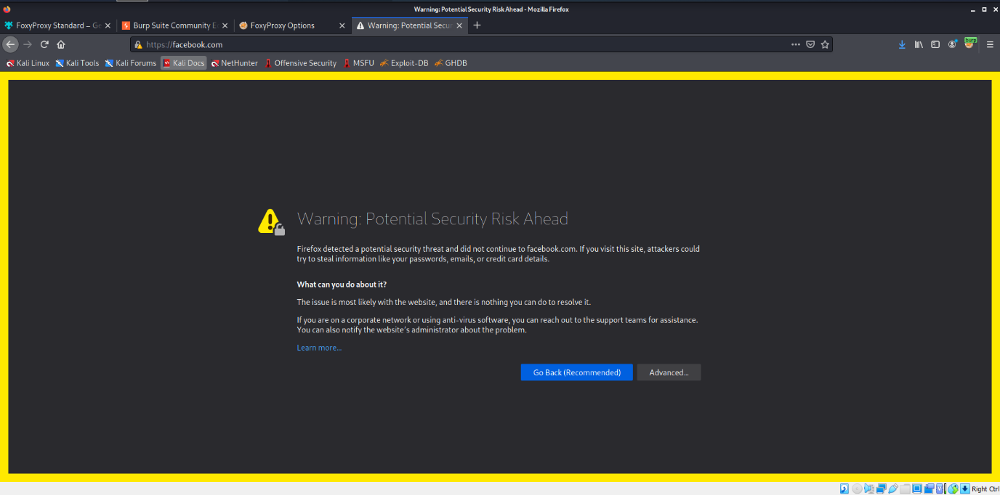 Warning: Potential Security Risk Ahead - Mozilla Firefox
FoxyProxy Standard – Ge
Burp Suite Community E
FoxyProxy Options
Warning: Potential Secur
https://facebook.com
burp
Kali Linux Kali Tools Kali Forums Kali Docs NetHunter Offensive Security MSFU Exploit-DB GHDB
Warning: Potential Security Risk Ahead
Firefox detected a potential security threat and did not continue to facebook.com. If you visit this site, attackers could
try to steal information like your passwords, emails, or credit card details.
What can you do about it?
The issue is most likely with the website, and there is nothing you can do to resolve it.
If you are on a corporate network or using anti-virus software, you can reach out to the support teams for assistance.
You can also notify the website's administrator about the problem.
Learn more...
Go Back (Recommended) Advanced...
Right Ctrl